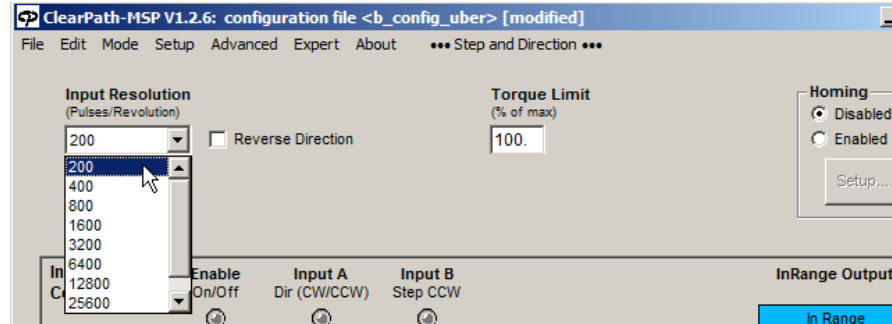 ClearPath-MSP V1.2.6: configuration file <b_config_uber> [modified]
File Edit Mode Setup Advanced Expert About ••• Step and Direction •••
Input Resolution
(Pulses/Revolution)
200
Reverse Direction
200
400
800
1600
3200
6400
12800
25600
Torque Limit
(% of max)
100.
Homing
Disabled
Enabled
Setup...
In
C
Enable
On/Off
Input A
Dir (CW/CCW)
Input B
Step CCW
InRange Output
In Range